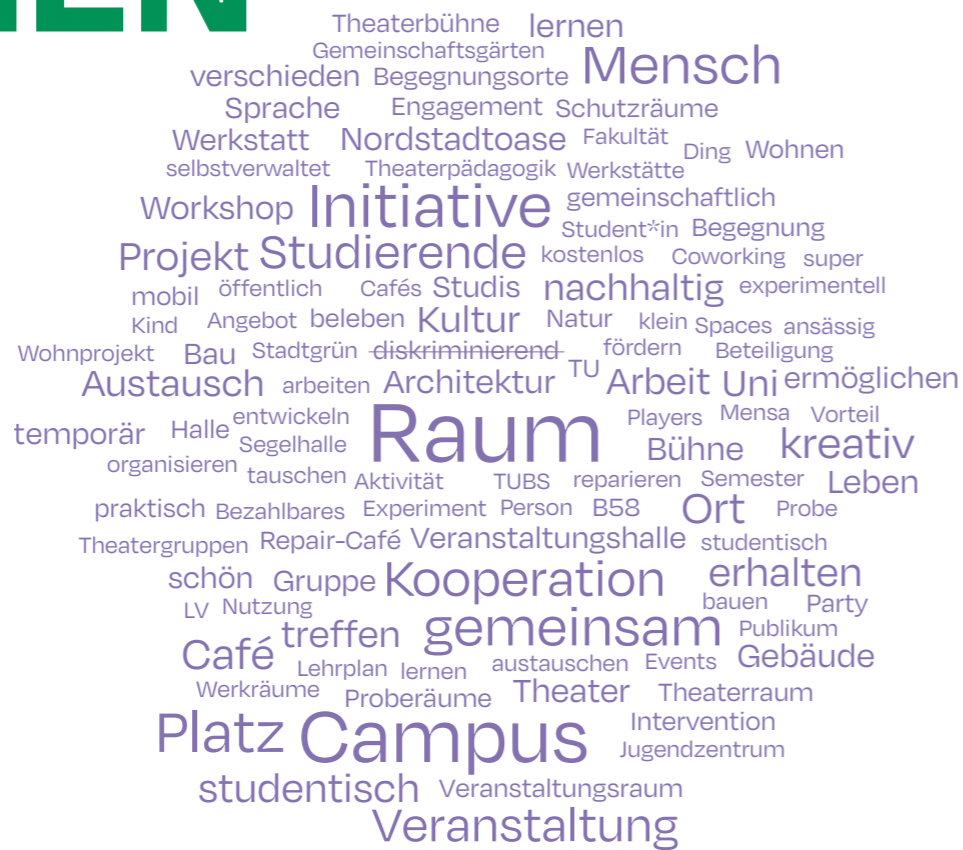 Theaterbühne lernen
Gemeinschaftsgärten
verschieden Begegnungsorte Mensch
Sprache Engagement Schutzräume
Werkstatt Nordstadtoase Fakultät Ding Wohnen
selbstverwaltet Theaterpädagogik Werkstätte
Workshop Initiative gemeinschaftlich
Student*in Begegnung
Projekt Studierende kostenlos Coworking super
mobil öffentlich Cafés Studis nachhaltig experimentell
Kind Angebot beleben Kultur Natur klein Spaces ansässig
Wohnprojekt Bau Stadtgrün diskriminierend fördern Beteiligung
Austausch arbeiten Architektur TU Arbeit Uni ermöglichen
temporär Halle entwickeln Raum Players Mensa Vorteil
Segelhalle Bühne kreativ
organisieren tauschen Aktivität TUBS reparieren Semester Leben
praktisch Bezahlbares Experiment Person B58 Ort Probe
Theatergruppen Repair-Café Veranstaltungshalle studentisch
schön Gruppe Kooperation erhalten
LV Nutzung bauen Party
treffen gemeinsam Publikum
Café Lehrplan lernen austauschen Events Gebäude
Werkräume Proberäume Theater Theaterraum
Platz Campus Intervention
Jugendzentrum
studentisch Veranstaltungsraum
Veranstaltung